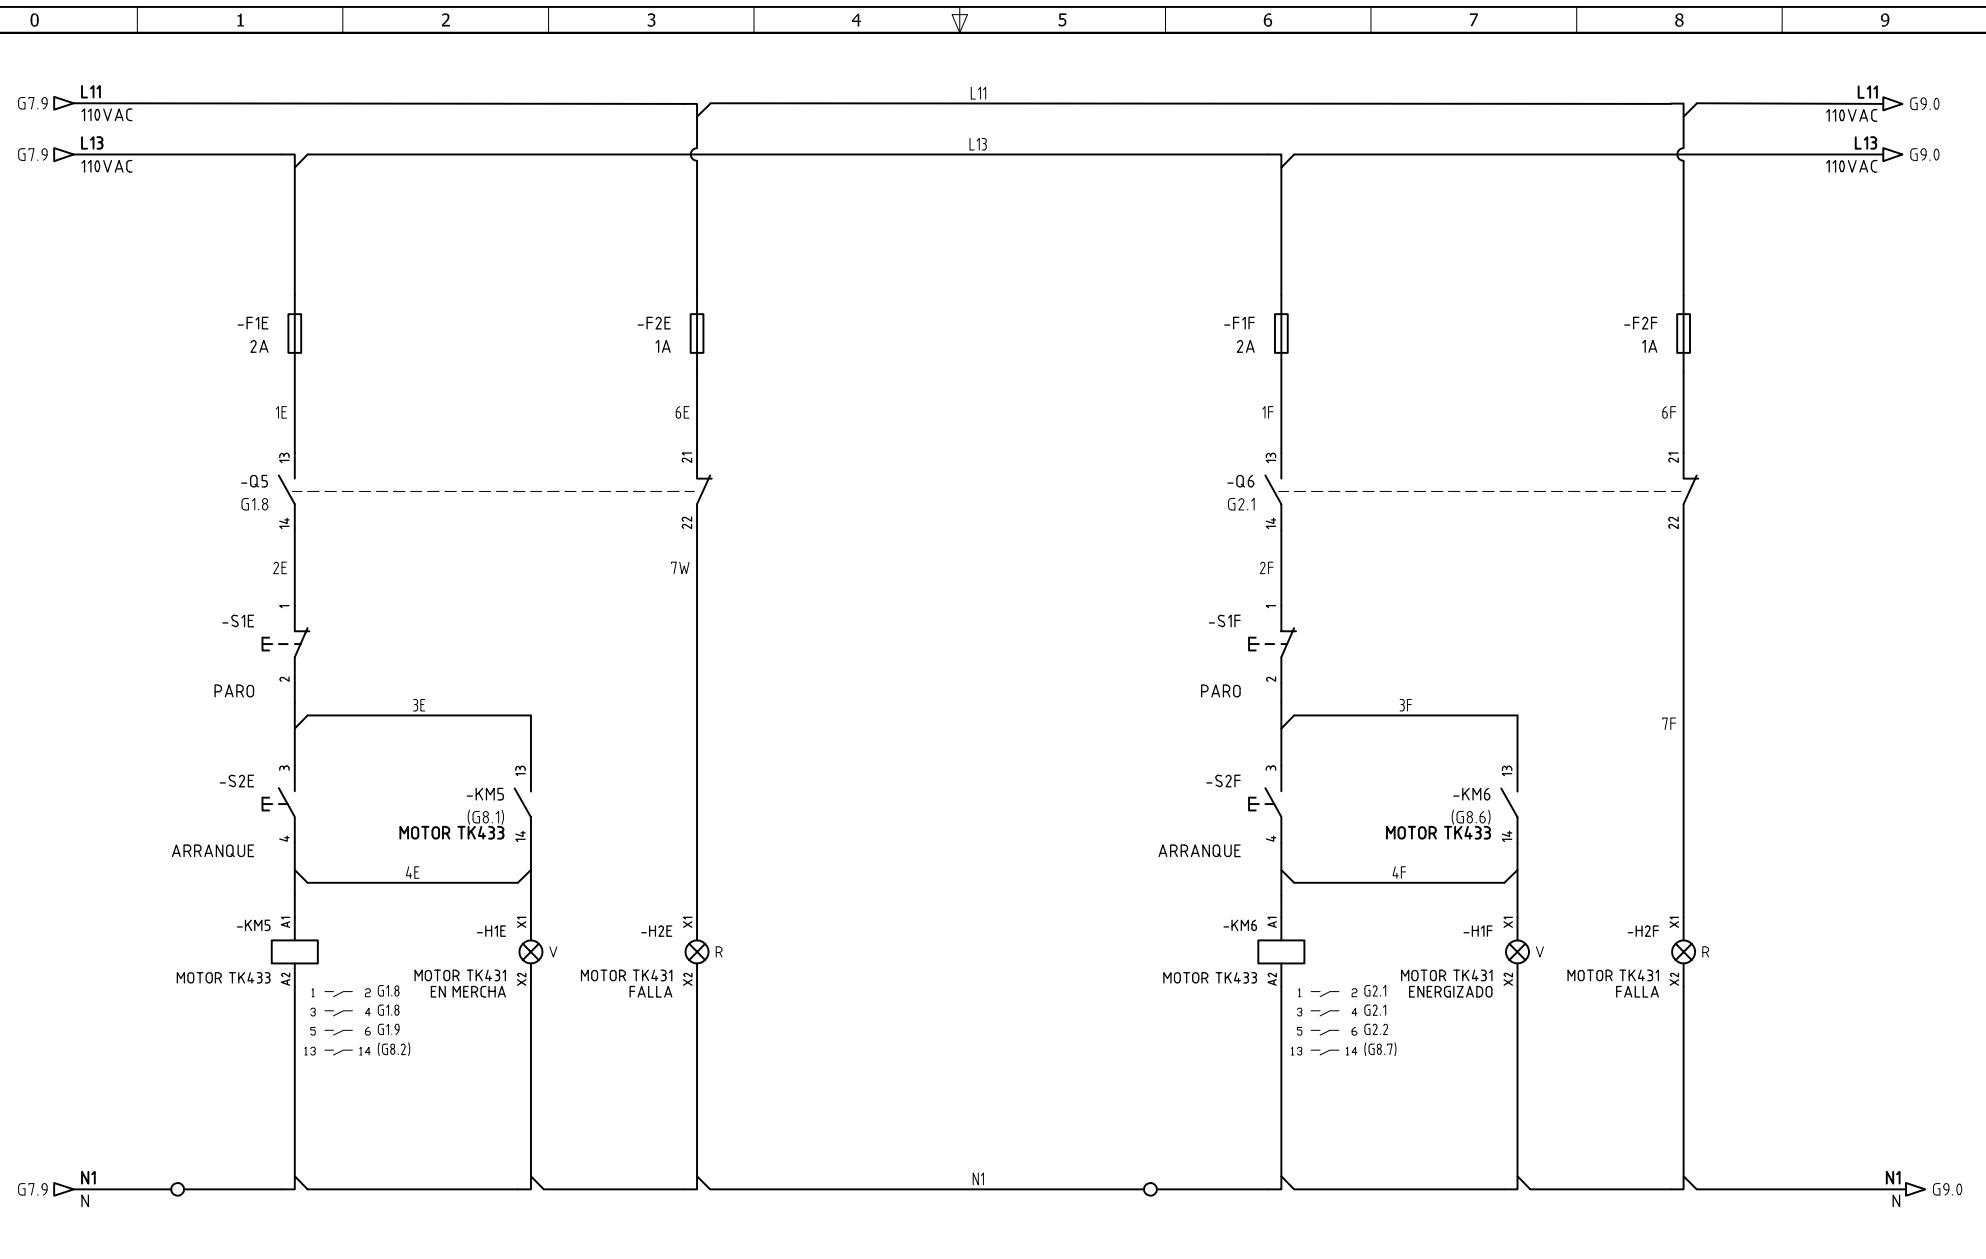 0 1 2 3 4 5 6 7 8 9
G7.9 L11 L11 L11 G9.0
110VAC 110VAC
G7.9 L13 L13 L13 G9.0
110VAC 110VAC
-F1E -F2E -F1F -F2F
2A 1A 2A 1A
1E 6E 1F 6F
13 21 13 21
-Q5 -Q6
G1.8 G2.1
14 22 14 22
2E 7W 2F
1 1
-S1E -S1F
2 2
PARO PARO
3E 3F 7F
3 13 3 13
-S2E -S2F
-KM5 -KM6
(G8.1) (G8.6)
MOTOR TK433 MOTOR TK433
4 14 4 14
ARRANQUE ARRANQUE
4E 4F
-KM5 A1 X1 X1 -KM6 A1 X1 X1
-H1E -H2E -H1F -H2F
V R V R
MOTOR TK433 A2 MOTOR TK431 X2 MOTOR TK431 X2 MOTOR TK433 A2 MOTOR TK431 X2 MOTOR TK431 X2
EN MERCHA FALLA ENERGIZADO FALLA
1 2 G1.8 1 2 G2.1
3 4 G1.8 3 4 G2.1
5 6 G1.9 5 6 G2.2
13 14 (G8.2) 13 14 (G8.7)
G7.9 N1 N1 N1 G9.0
N N